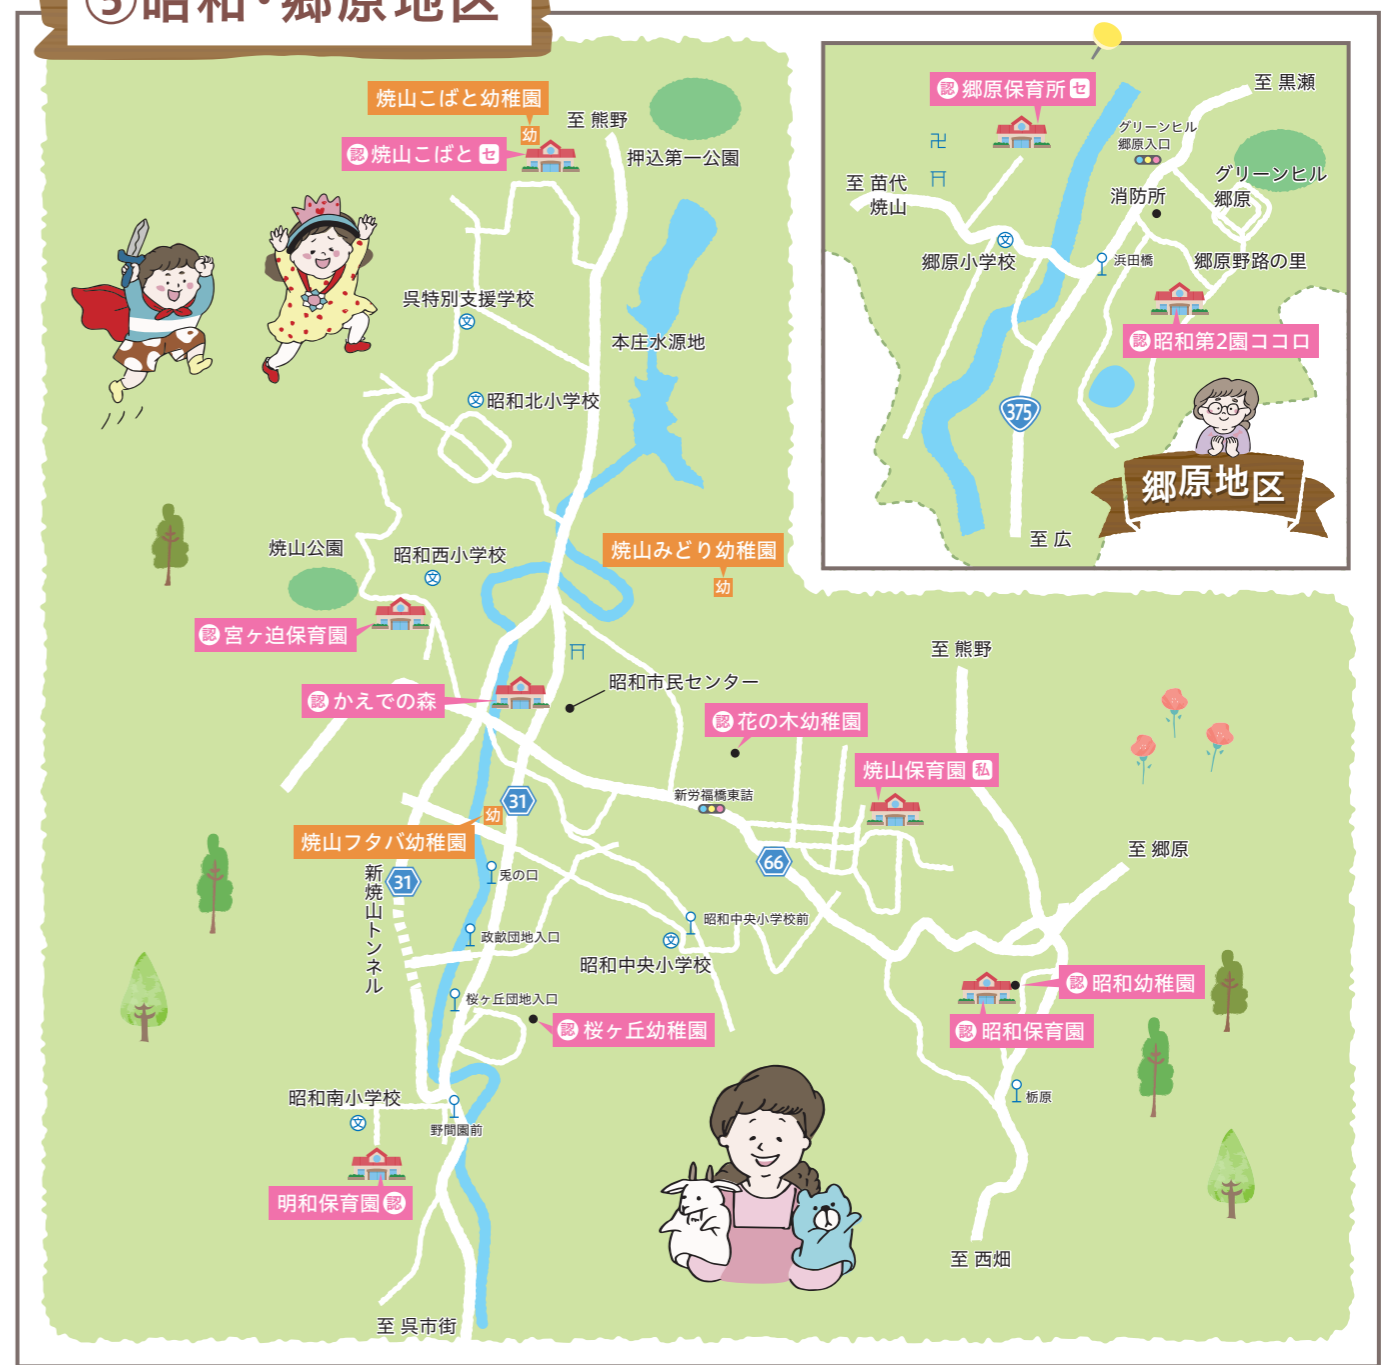 ⑤昭和・郷原地区
焼山こばと幼稚園
幼
認 焼山こばと セ
至 熊野
押込第一公園
呉特別支援学校
文
本庄水源地
文 昭和北小学校
焼山公園
昭和西小学校
文
焼山みどり幼稚園
幼
認 宮ヶ迫保育園
認 かえでの森
昭和市民センター
認 花の木幼稚園
至 熊野
焼山保育園 私
新労福橋東詰
31
幼
焼山フタバ幼稚園
新焼山トンネル
31
兎の口
66
至 郷原
政畝団地入口
昭和中央小学校前
文
昭和中央小学校
桜ヶ丘団地入口
認 桜ヶ丘幼稚園
認 昭和幼稚園
認 昭和保育園
栃原
昭和南小学校
文
野間園前
明和保育園 認
至 西畑
至 呉市街
認 郷原保育所 セ
至 黒瀬
グリーンヒル
郷原入口
卍
至 苗代
焼山
消防所
グリーンヒル
郷原
文
郷原小学校
浜田橋
郷原野路の里
認 昭和第2園ココロ
375
郷原地区
至 広